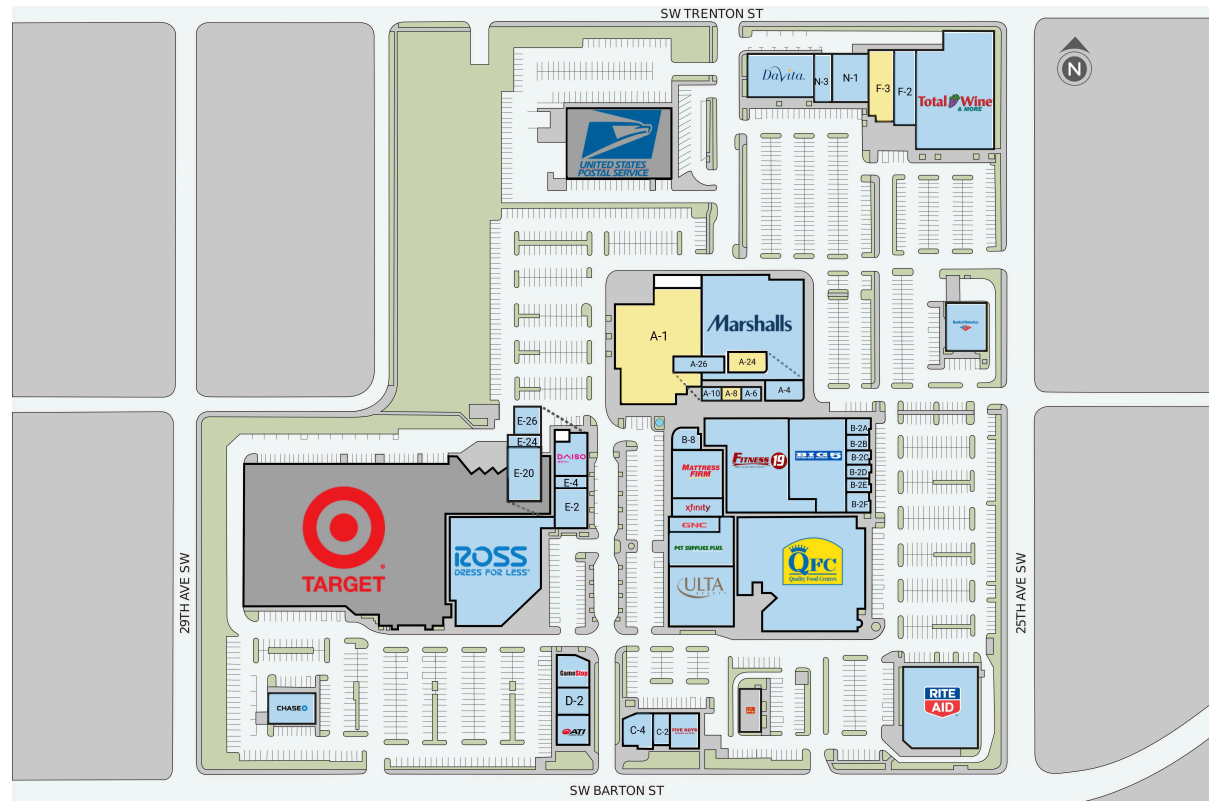 SW TRENTON ST
N
DaVita.
N-3
N-1
F-3
F-2
Total Wine
& MORE
UNITED STATES
POSTAL SERVICE
Bank of America
A-1
Marshalls
A-26
A-24
A-10
A-8
A-6
A-4
E-26
E-24
E-20
DAISO
E-4
E-2
B-8
MATTRESS
FIRM
xfinity
GNC
PET SUPPLIES PLUS
ULTA
BEAUTY
FITNESS 19
BIG 5
B-2A
B-2B
B-2C
B-2D
B-2E
B-2F
QFC
Quality Food Centers
TARGET
ROSS
DRESS FOR LESS
29TH AVE SW
25TH AVE SW
CHASE
GameStop
D-2
ATI
C-4
C-2
FIVE GUYS
RITE
AID
SW BARTON ST